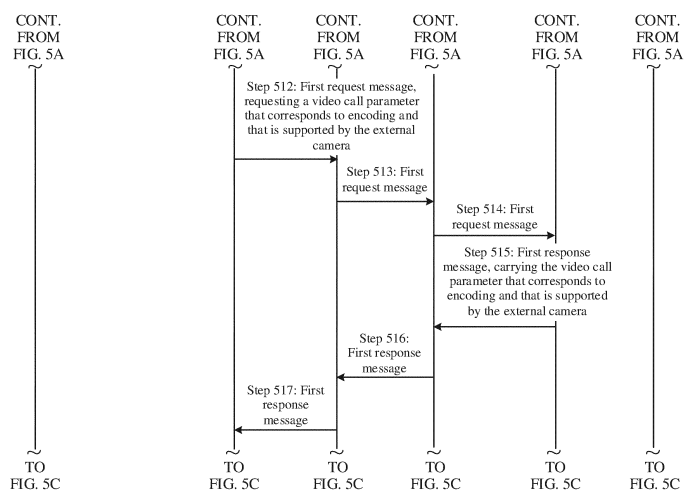 CONT.
FROM
FIG. 5A
CONT.
FROM
FIG. 5A
CONT.
FROM
FIG. 5A
CONT.
FROM
FIG. 5A
CONT.
FROM
FIG. 5A
CONT.
FROM
FIG. 5A
Step 512: First request message,
requesting a video call parameter
that corresponds to encoding and
that is supported by the external
camera
Step 513: First
request message
Step 514: First
request message
Step 515: First response
message, carrying the video call
parameter that corresponds to
encoding and that is supported
by the external camera
Step 516:
First response
message
Step 517: First
response
message
TO
FIG. 5C
TO
FIG. 5C
TO
FIG. 5C
TO
FIG. 5C
TO
FIG. 5C
TO
FIG. 5C